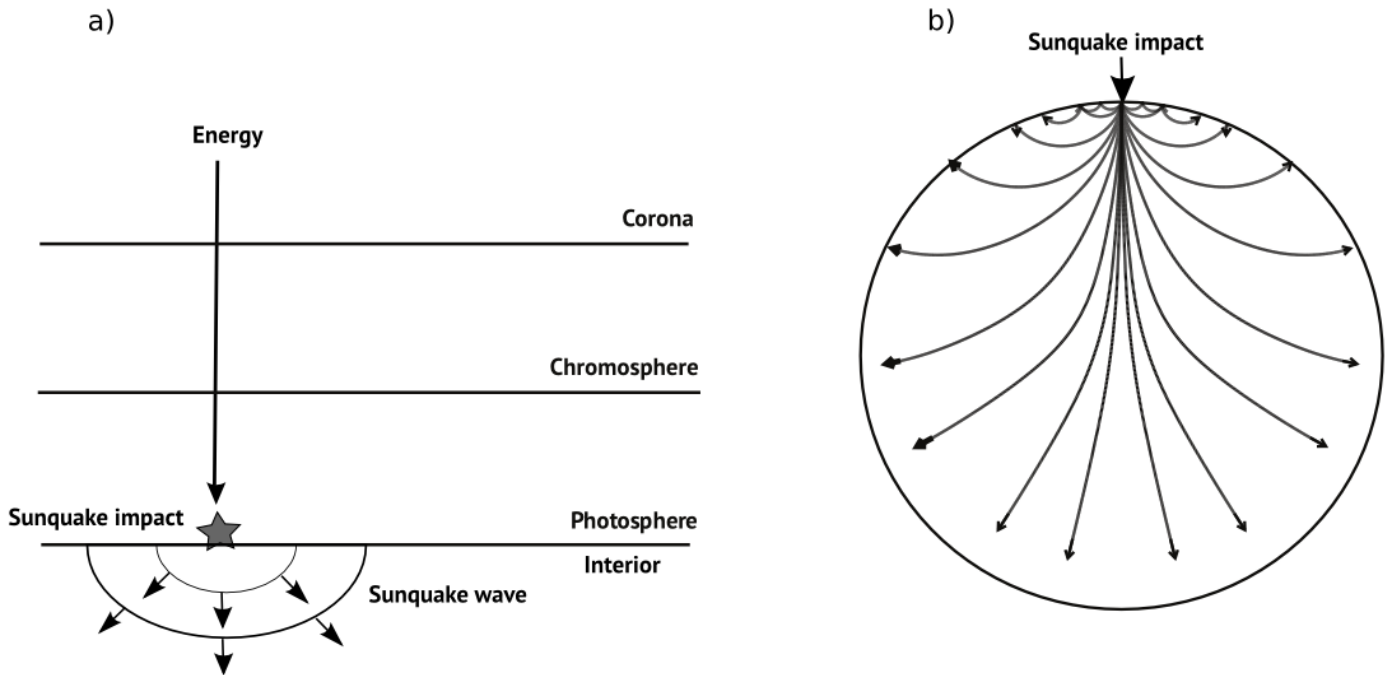 a)
Energy
Corona
Chromosphere
Sunquake impact
Photosphere
Interior
Sunquake wave
b)
Sunquake impact